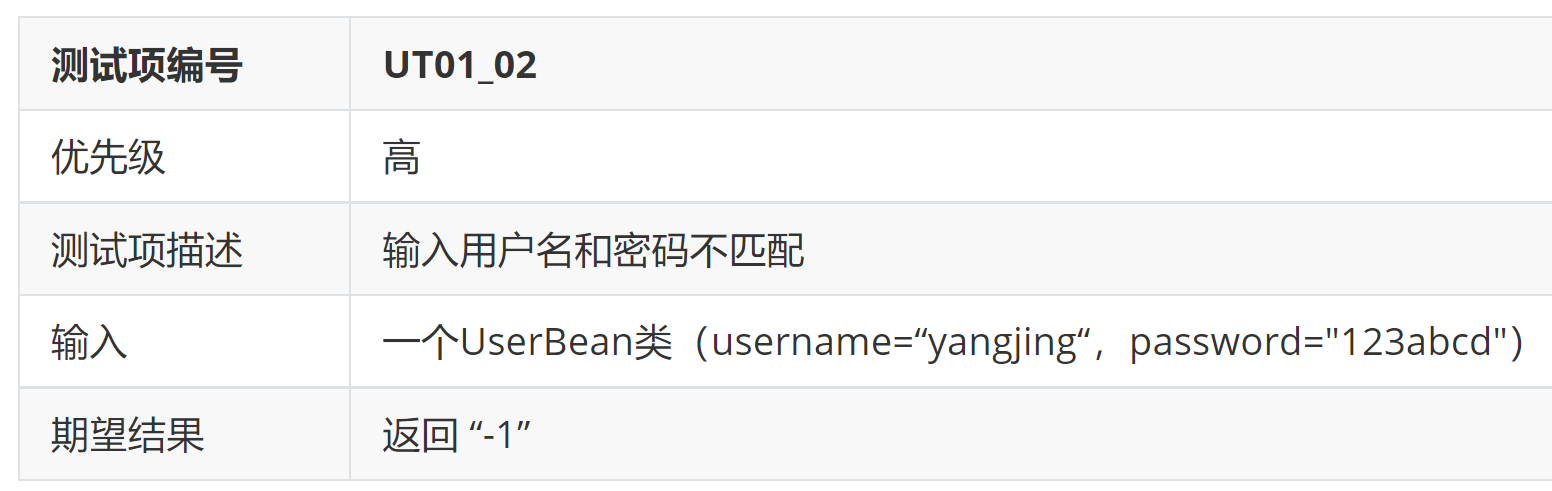 测试项编号 UT01_02
优先级 高
测试项描述 输入用户名和密码不匹配
输入 一个UserBean类（username=“yangjing“，password="123abcd"）
期望结果 返回 “-1”